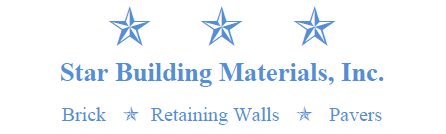 Star Building Materials, Inc.
Brick ✯ Retaining Walls ✯ Pavers